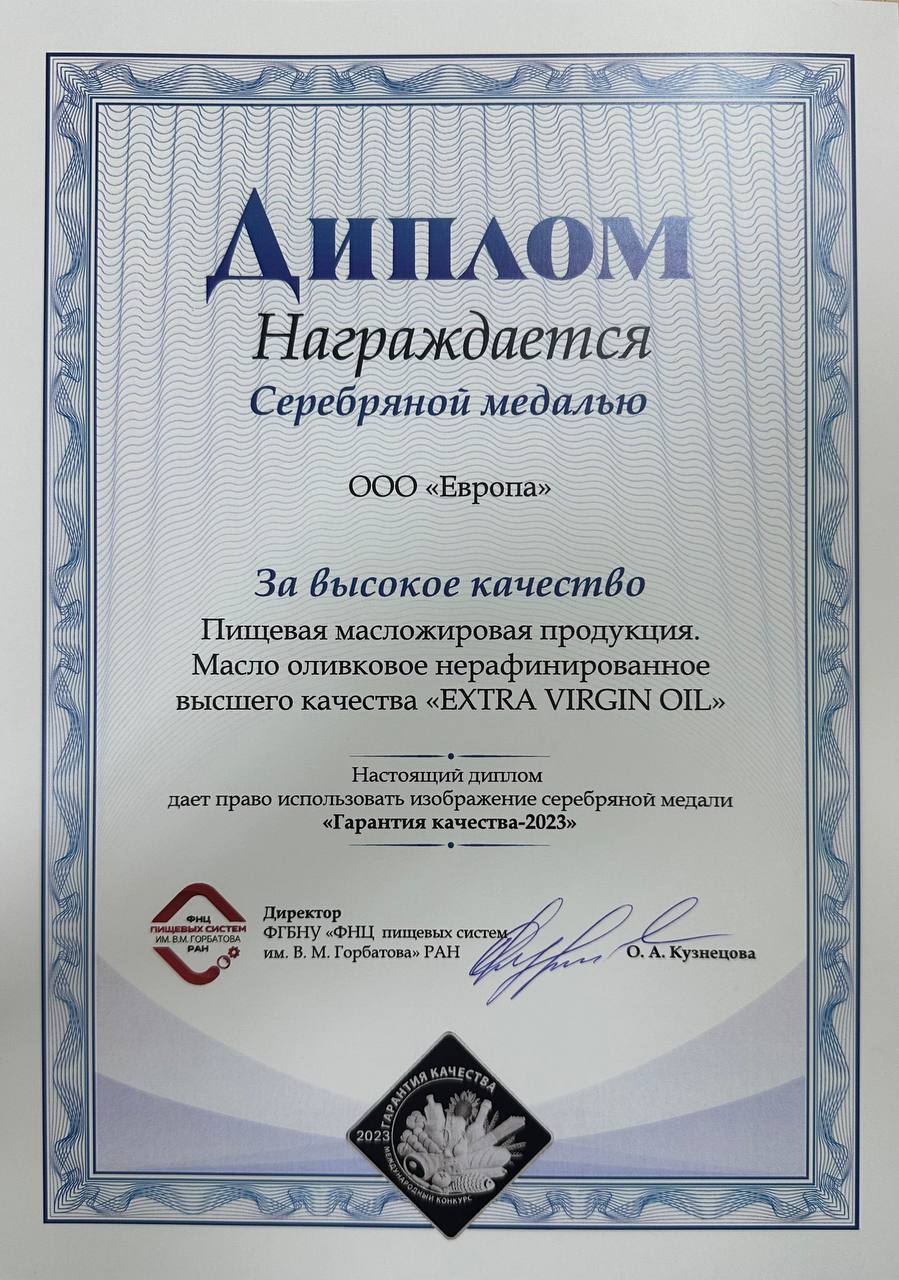 Диплом
Награждается
Серебряной медалью
ООО «Европа»
За высокое качество
Пищевая масложировая продукция.
Масло оливковое нерафинированное
высшего качества «EXTRA VIRGIN OIL»
Настоящий диплом
дает право использовать изображение серебряной медали
«Гарантия качества-2023»
ФНЦ
ПИЩЕВЫХ СИСТЕМ
ИМ. В.М. ГОРБАТОВА
РАН
Директор
ФГБНУ «ФНЦ пищевых систем
им. В. М. Горбатова» РАН
О. А. Кузнецова
ГАРАНТИЯ КАЧЕСТВА
2023
МЕЖДУНАРОДНЫЙ КОНКУРС